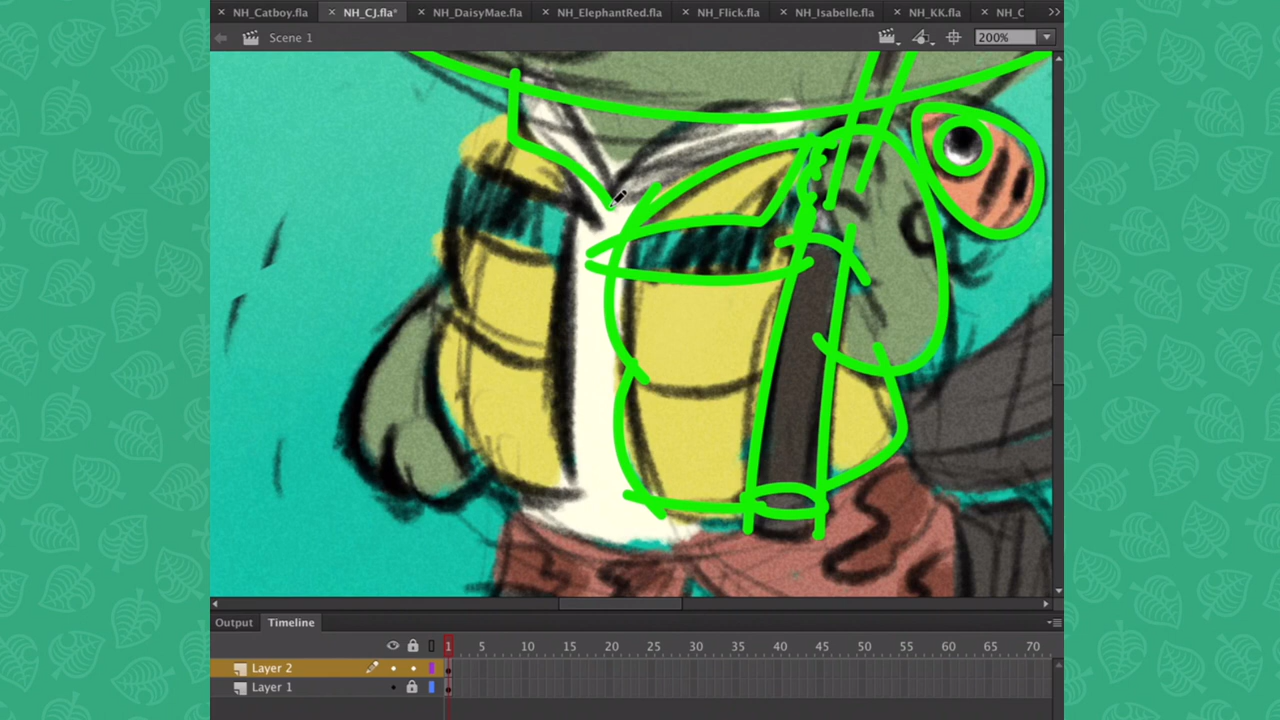 NH_Catboy.fla NH_CJ.fla* NH_DaisyMae.fla NH_ElephantRed.fla NH_Flick.fla NH_Isabelle.fla NH_KK.fla NH_C
Scene 1 200%
Output Timeline
1 5 10 15 20 25 30 35 40 45 50 55 60 65 70
Layer 2
Layer 1